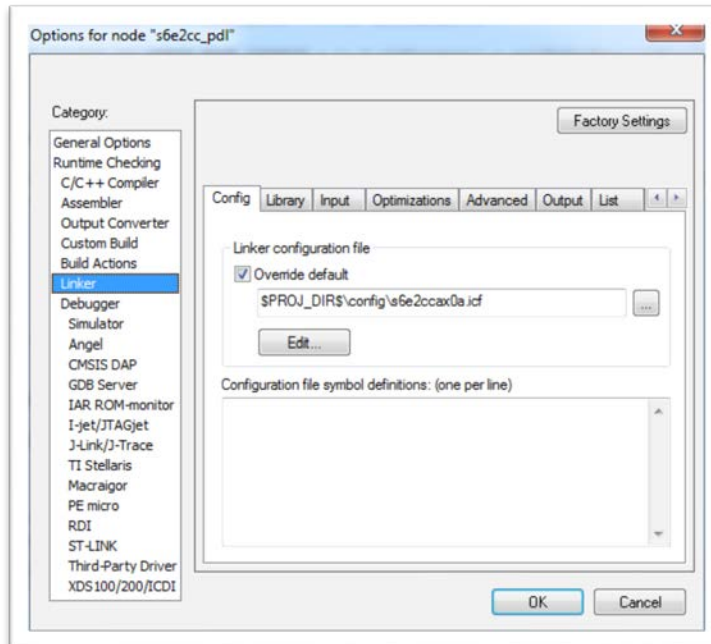 Options for node "s6e2cc_pdl"
Category:
Factory Settings
General Options
Runtime Checking
C/C++ Compiler
Assembler
Output Converter
Custom Build
Build Actions
Linker
Debugger
Simulator
Angel
CMSIS DAP
GDB Server
IAR ROM-monitor
I-jet/JTAGjet
J-Link/J-Trace
TI Stellaris
Macraigor
PE micro
RDI
ST-LINK
Third-Party Driver
XDS100/200/ICDI
Config Library Input Optimizations Advanced Output List
Linker configuration file
Override default
$PROJ_DIR$\config\s6e2ccax0a.icf
...
Edit...
Configuration file symbol definitions: (one per line)
OK Cancel